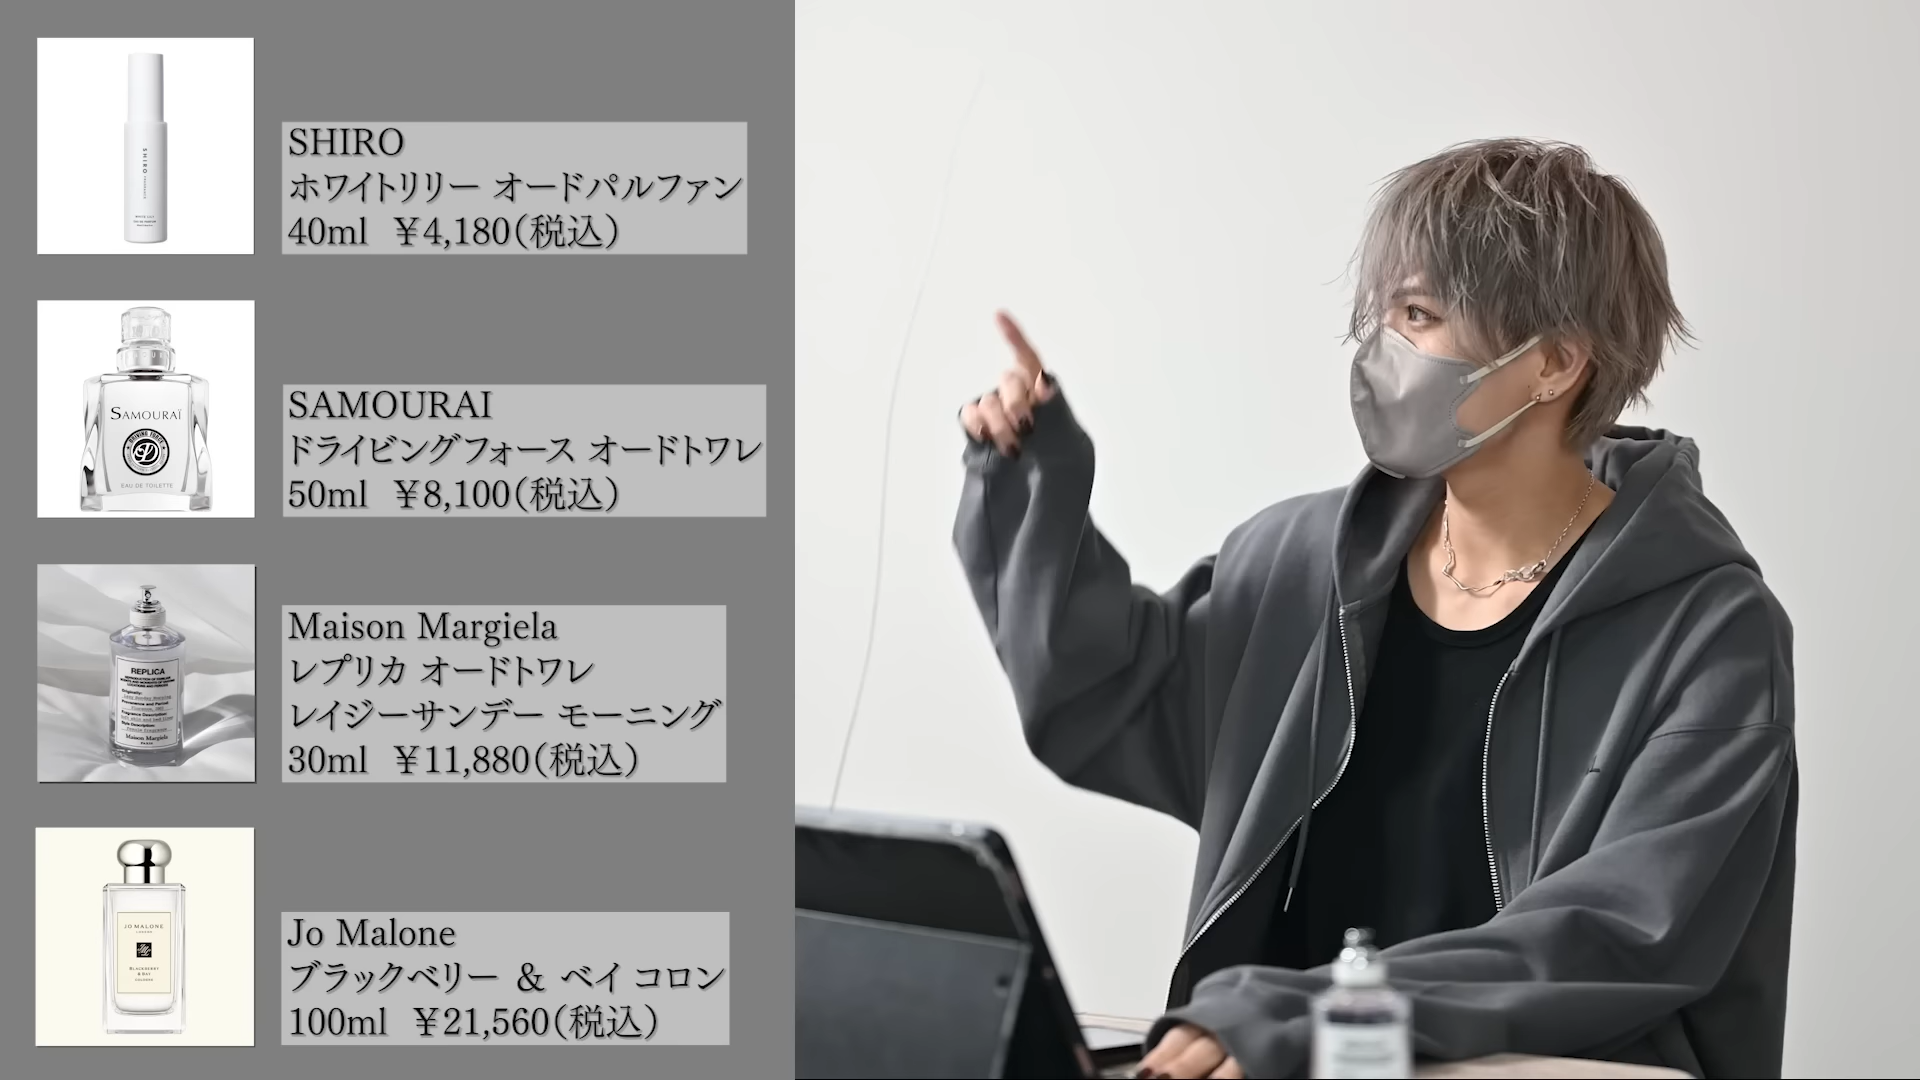 SHIRO
ホワイトリリー オードパルファン
40ml ￥4,180(税込)
SAMOURAÏ
EAU DE TOILETTE
SAMOURAI
ドライビングフォース オードトワレ
50ml ￥8,100(税込)
REPLICA
Maison Margiela
PARIS
Maison Margiela
レプリカ オードトワレ
レイジーサンデー モーニング
30ml ￥11,880(税込)
JO MALONE
LONDON
BLACKBERRY
& BAY
COLOGNE
Jo Malone
ブラックベリー ＆ ベイ コロン
100ml ￥21,560(税込)